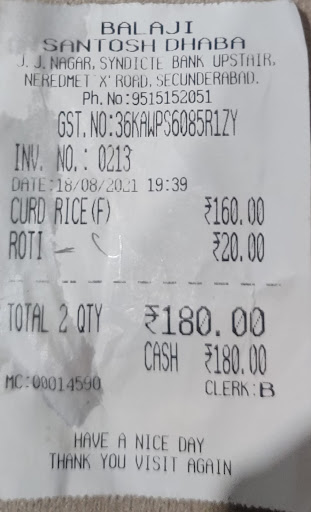 BALAJI
SANTOSH DHABA
J. J. NAGAR, SYNDICTE BANK UPSTAIR,
NEREDMET 'X' ROAD, SECUNDERABAD.
Ph. No:9515152051
GST. NO:36KAWPS6085R1ZY
INV. NO.: 0213
DATE:18/08/2021 19:39
CURD RICE(F) ₹160.00
ROTI ₹20.00
TOTAL 2 QTY ₹180.00
CASH ₹180.00
MC:00014590 CLERK:B
HAVE A NICE DAY
THANK YOU VISIT AGAIN